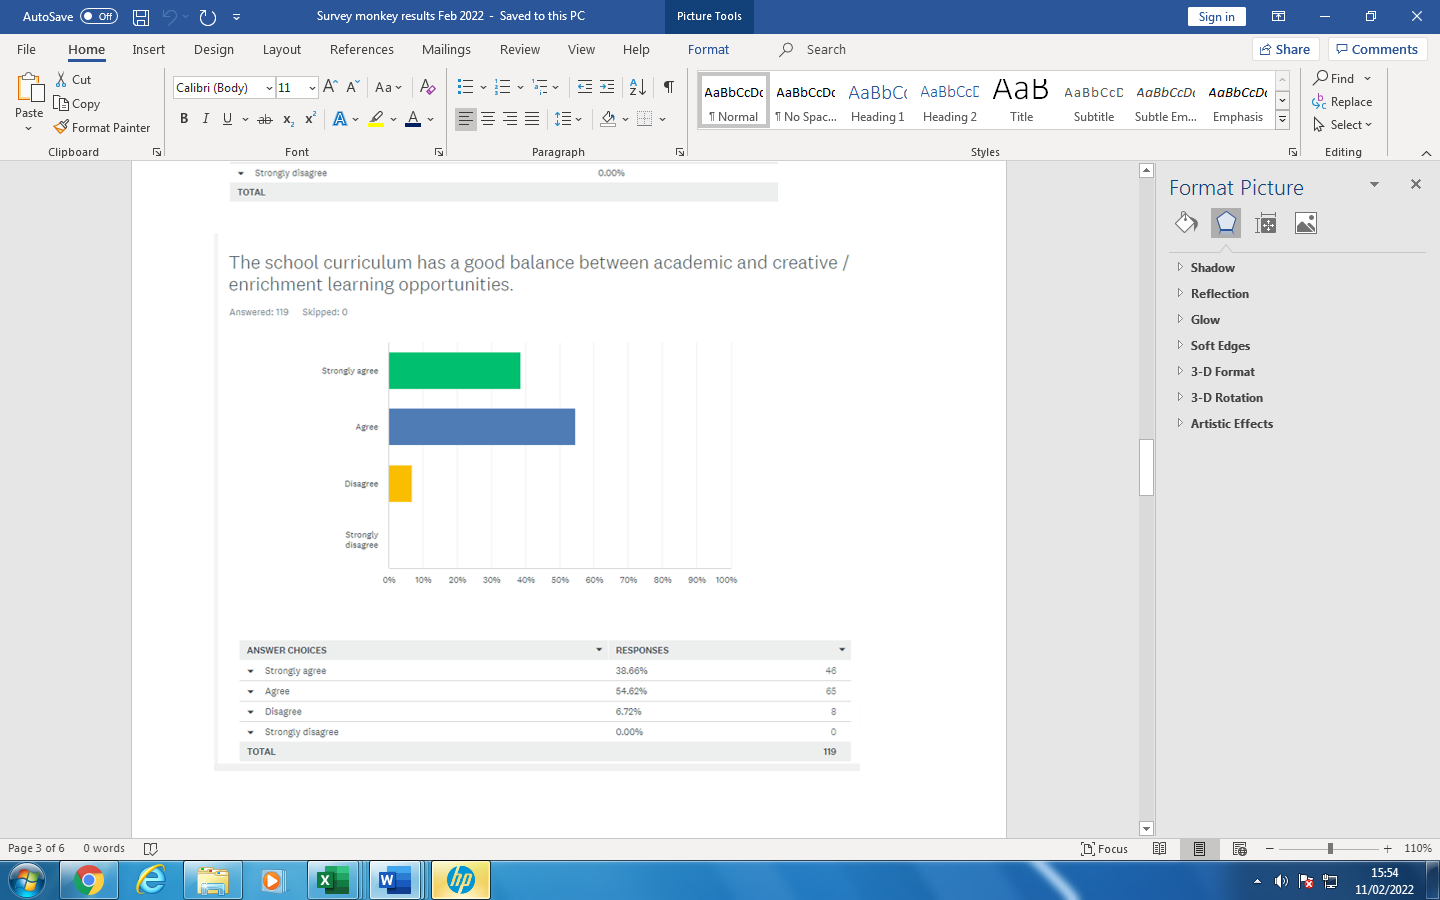 AutoSave Off
Survey monkey results Feb 2022 - Saved to this PC
Picture Tools
Sign in
File Home Insert Design Layout References Mailings Review View Help Format Search Share Comments
Paste Cut Copy Format Painter
Calibri (Body) 11
Aa
B I U ab x2 x2 A A
AaBbCcDc AaBbCcDc AaBbCc AaBbCcD AaB AaBbCcD AaBbCcDc AaBbCcDc
¶ Normal ¶ No Spac... Heading 1 Heading 2 Title Subtitle Subtle Em... Emphasis
Find
Replace
Select
Clipboard Font Paragraph Styles Editing
Strongly disagree 0.00%
TOTAL
The school curriculum has a good balance between academic and creative /
enrichment learning opportunities.
Answered: 119 Skipped: 0
Strongly agree
Agree
Disagree
Strongly
disagree
0% 10% 20% 30% 40% 50% 60% 70% 80% 90% 100%
ANSWER CHOICES RESPONSES
Strongly agree 38.66% 46
Agree 54.62% 65
Disagree 6.72% 8
Strongly disagree 0.00% 0
TOTAL 119
Format Picture
Shadow
Reflection
Glow
Soft Edges
3-D Format
3-D Rotation
Artistic Effects
Page 3 of 6 0 words Focus 110%
hp
15:54
11/02/2022